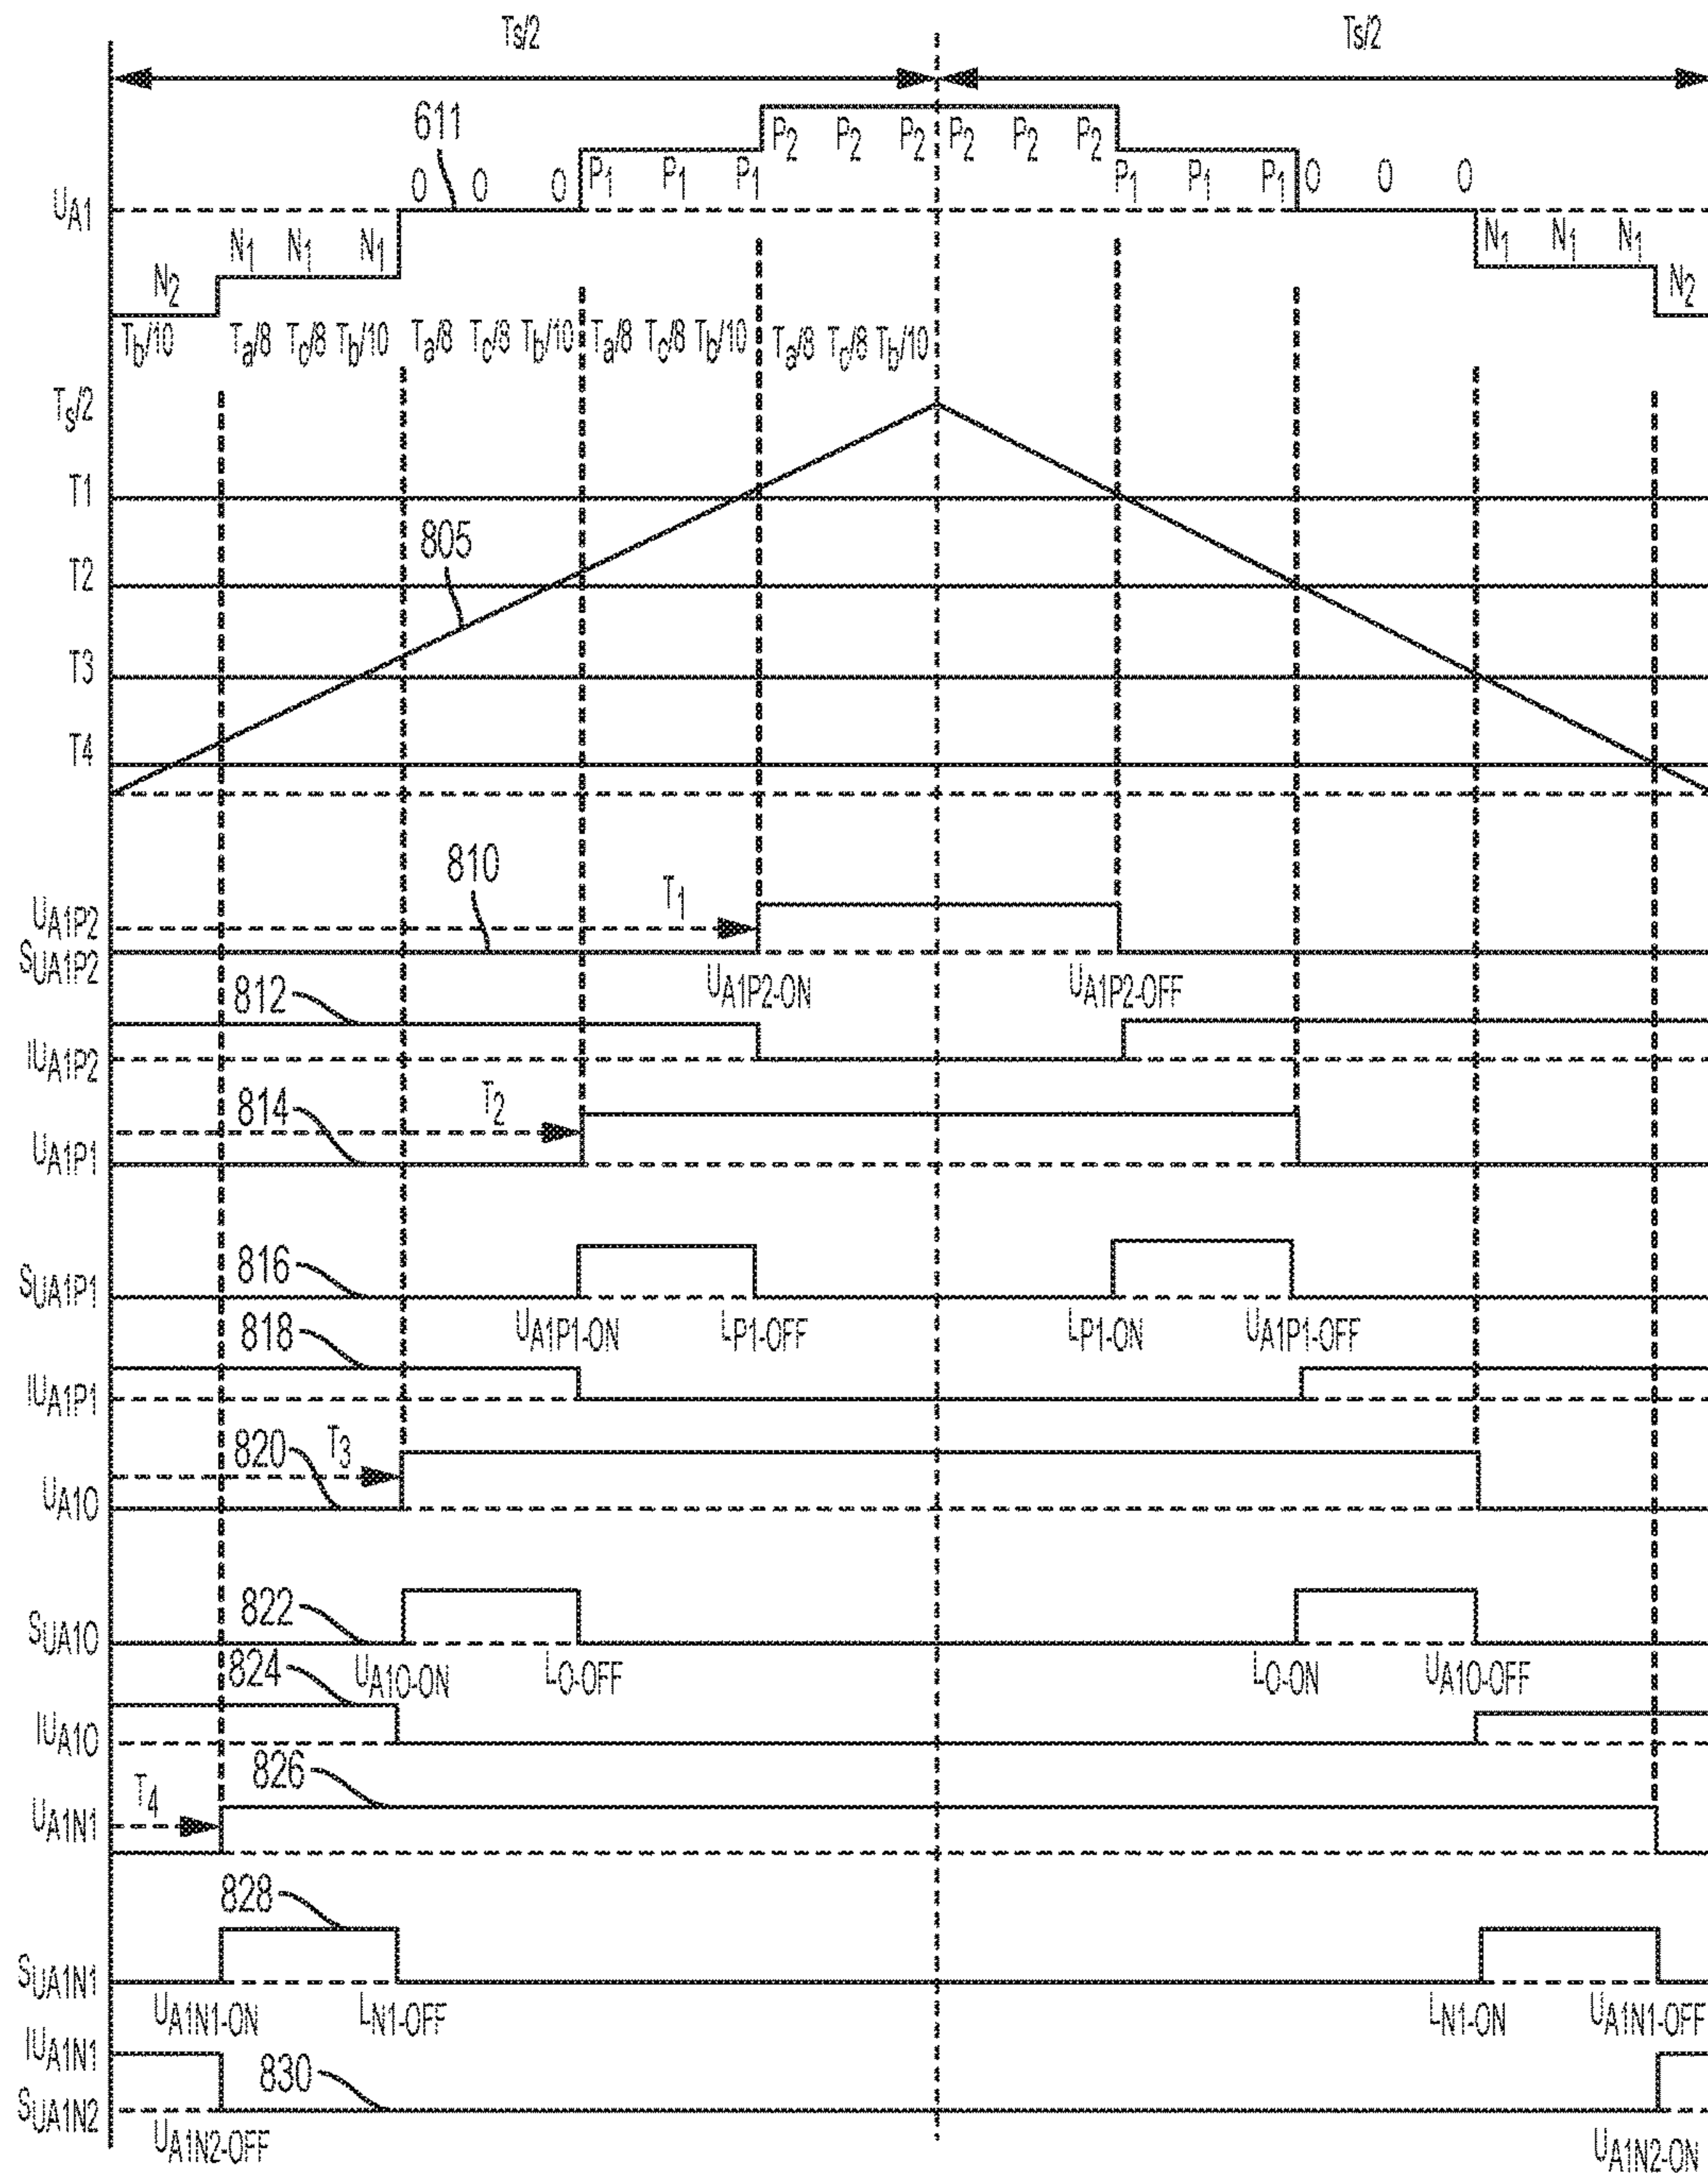 Ts/2 Ts/2
611
P2 P2 P2 P2 P2 P2
0 0 0 P1 P1 P1 P1 P1 P1 0 0 0
UA1
N1 N1 N1 N1 N1 N1
N2 N2
Tb/10 Ta/8 Tc/8 Tb/10 Ta/8 Tc/8 Tb/10 Ta/8 Tc/8 Tb/10 Ta/8 Tc/8 Tb/10
Ts/2
T1
805
T2
T3
T4
810
T1
UA1P2
SUA1P2
UA1P2-ON UA1P2-OFF
812
IUA1P2
814 T2
UA1P1
816
SUA1P1
UA1P1-ON LP1-OFF LP1-ON UA1P1-OFF
818
IUA1P1
820 T3
UA1O
822
SUA1O
UA1O-ON LO-OFF LO-ON UA1O-OFF
824
IUA1O
826
T4
UA1N1
828
SUA1N1
UA1N1-ON LN1-OFF LN1-ON UA1N1-OFF
IUA1N1
830
SUA1N2
UA1N2-OFF UA1N2-ON